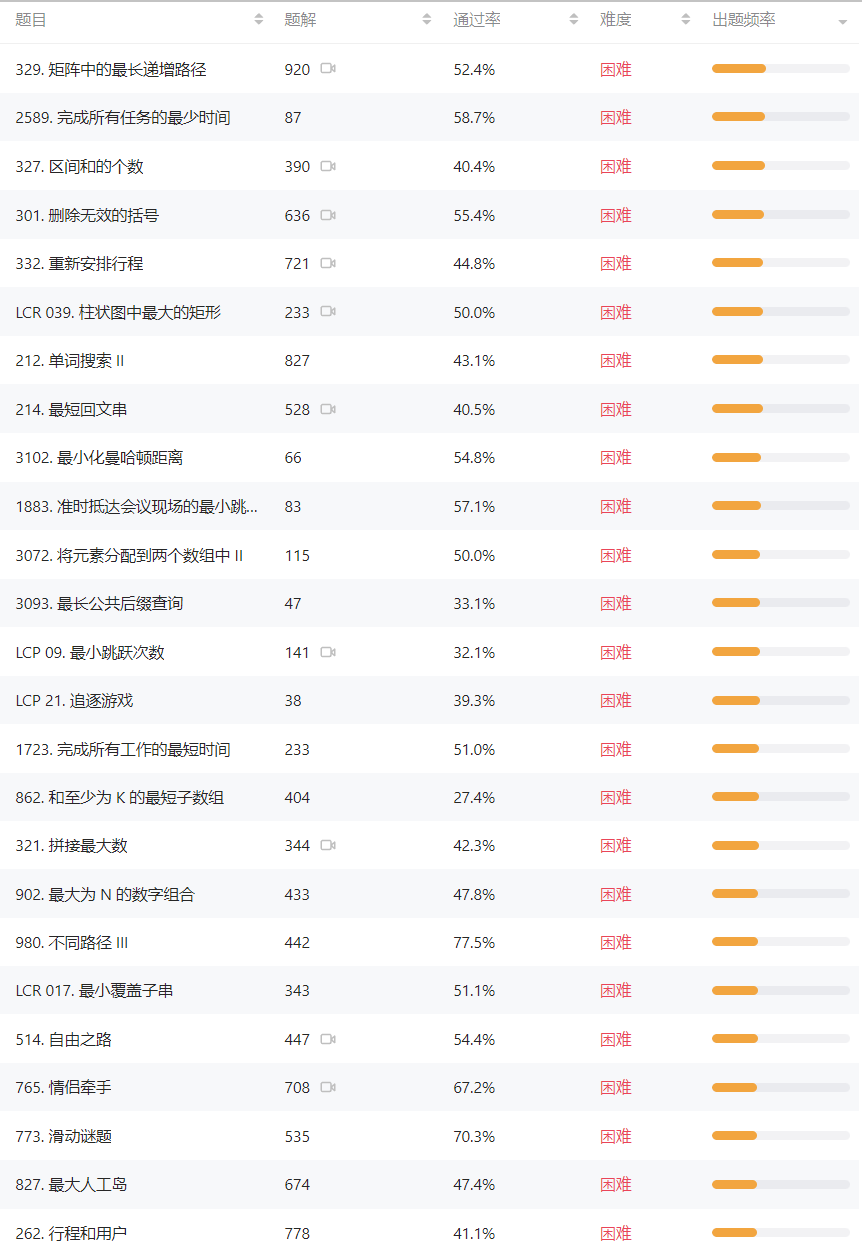 题目 题解 通过率 难度 出题频率
329. 矩阵中的最长递增路径 920 52.4% 困难
2589. 完成所有任务的最少时间 87 58.7% 困难
327. 区间和的个数 390 40.4% 困难
301. 删除无效的括号 636 55.4% 困难
332. 重新安排行程 721 44.8% 困难
LCR 039. 柱状图中最大的矩形 233 50.0% 困难
212. 单词搜索 II 827 43.1% 困难
214. 最短回文串 528 40.5% 困难
3102. 最小化曼哈顿距离 66 54.8% 困难
1883. 准时抵达会议现场的最小跳... 83 57.1% 困难
3072. 将元素分配到两个数组中 II 115 50.0% 困难
3093. 最长公共后缀查询 47 33.1% 困难
LCP 09. 最小跳跃次数 141 32.1% 困难
LCP 21. 追逐游戏 38 39.3% 困难
1723. 完成所有工作的最短时间 233 51.0% 困难
862. 和至少为 K 的最短子数组 404 27.4% 困难
321. 拼接最大数 344 42.3% 困难
902. 最大为 N 的数字组合 433 47.8% 困难
980. 不同路径 III 442 77.5% 困难
LCR 017. 最小覆盖子串 343 51.1% 困难
514. 自由之路 447 54.4% 困难
765. 情侣牵手 708 67.2% 困难
773. 滑动谜题 535 70.3% 困难
827. 最大人工岛 674 47.4% 困难
262. 行程和用户 778 41.1% 困难